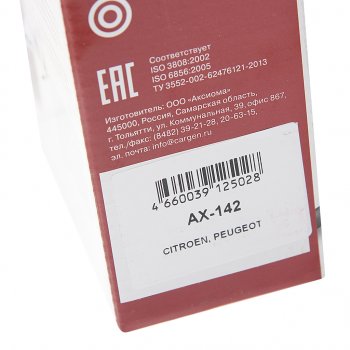 EAC
Соответствует
ISO 3808:2002
ISO 6856:2005
ТУ 3552-002-62476121-2013
Изготовитель: ООО «Аксиома»
445000, Россия, Самарская область,
г. Тольятти, ул. Коммунальная, 39, офис 867,
тел./факс: (8482) 39-21-28, 20-63-15,
эл. почта: info@cargen.ru
4 660039 125028
AX-142
CITROEN, PEUGEOT